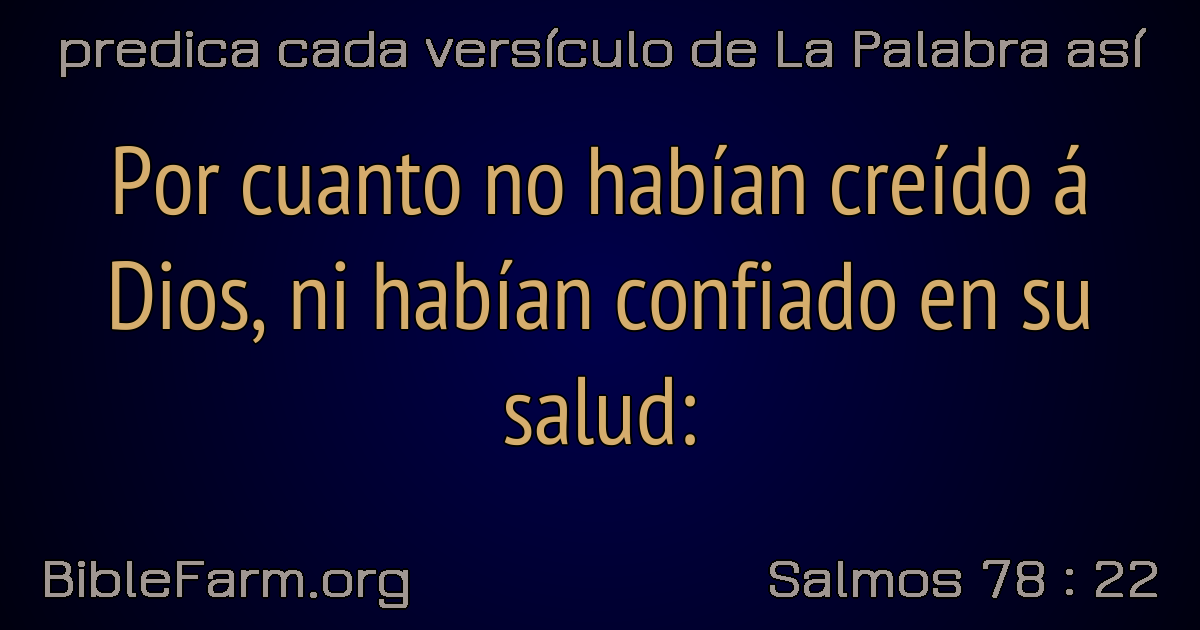 predica cada versículo de La Palabra así
Por cuanto no habían creído á
Dios, ni habían confiado en su
salud:
BibleFarm.org
Salmos 78 : 22